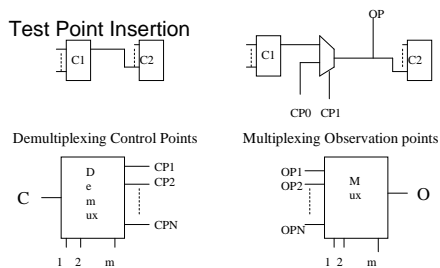 Test Point Insertion
C1 C2
OP
C1 C2
CP0 CP1
Demultiplexing Control Points
C
D
e
m
ux
CP1
CP2
CPN
1 2 m
Multiplexing Observation points
OP1
OP2
OPN
M
ux
O
1 2 m